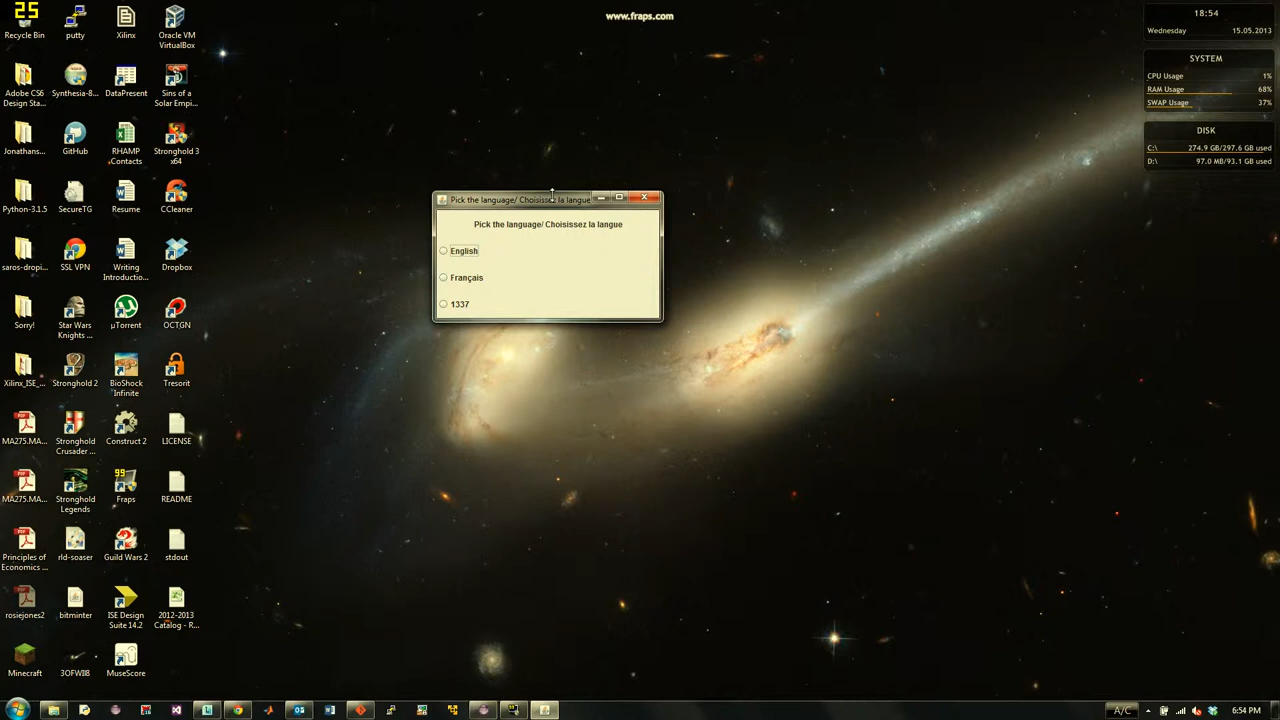 25
www.fraps.com
Recycle Bin
putty
Xilinx
Oracle VM
VirtualBox
Adobe CS6
Design Sta...
Synthesia-8...
DataPresent
Sins of a
Solar Empi...
Jonathans...
GitHub
RHAMP
Contacts
Stronghold 3
x64
Python-3.1.5
SecureTG
Resume
CCleaner
saros-dropi...
SSL VPN
Writing
Introductio...
Dropbox
Sorry!
Star Wars
Knights ...
µTorrent
OCTGN
Xilinx_ISE_...
Stronghold 2
BioShock
Infinite
Tresorit
MA275.MA...
Stronghold
Crusader ...
Construct 2
LICENSE
MA275.MA...
Stronghold
Legends
99
Fraps
README
Principles of
Economics ...
rld-soaser
Guild Wars 2
stdout
rosiejones2
bitminter
ISE Design
Suite 14.2
2012-2013
Catalog - R...
Minecraft
3OFWII8
MuseScore
Pick the language/ Choisissez la langue
Pick the language/ Choisissez la langue
English
Français
1337
18:54
Wednesday 15.05.2013
SYSTEM
CPU Usage 1%
RAM Usage 68%
SWAP Usage 37%
DISK
C:\ 274.9 GB/297.6 GB used
D:\ 97.0 MB/93.1 GB used
A/C
6:54 PM